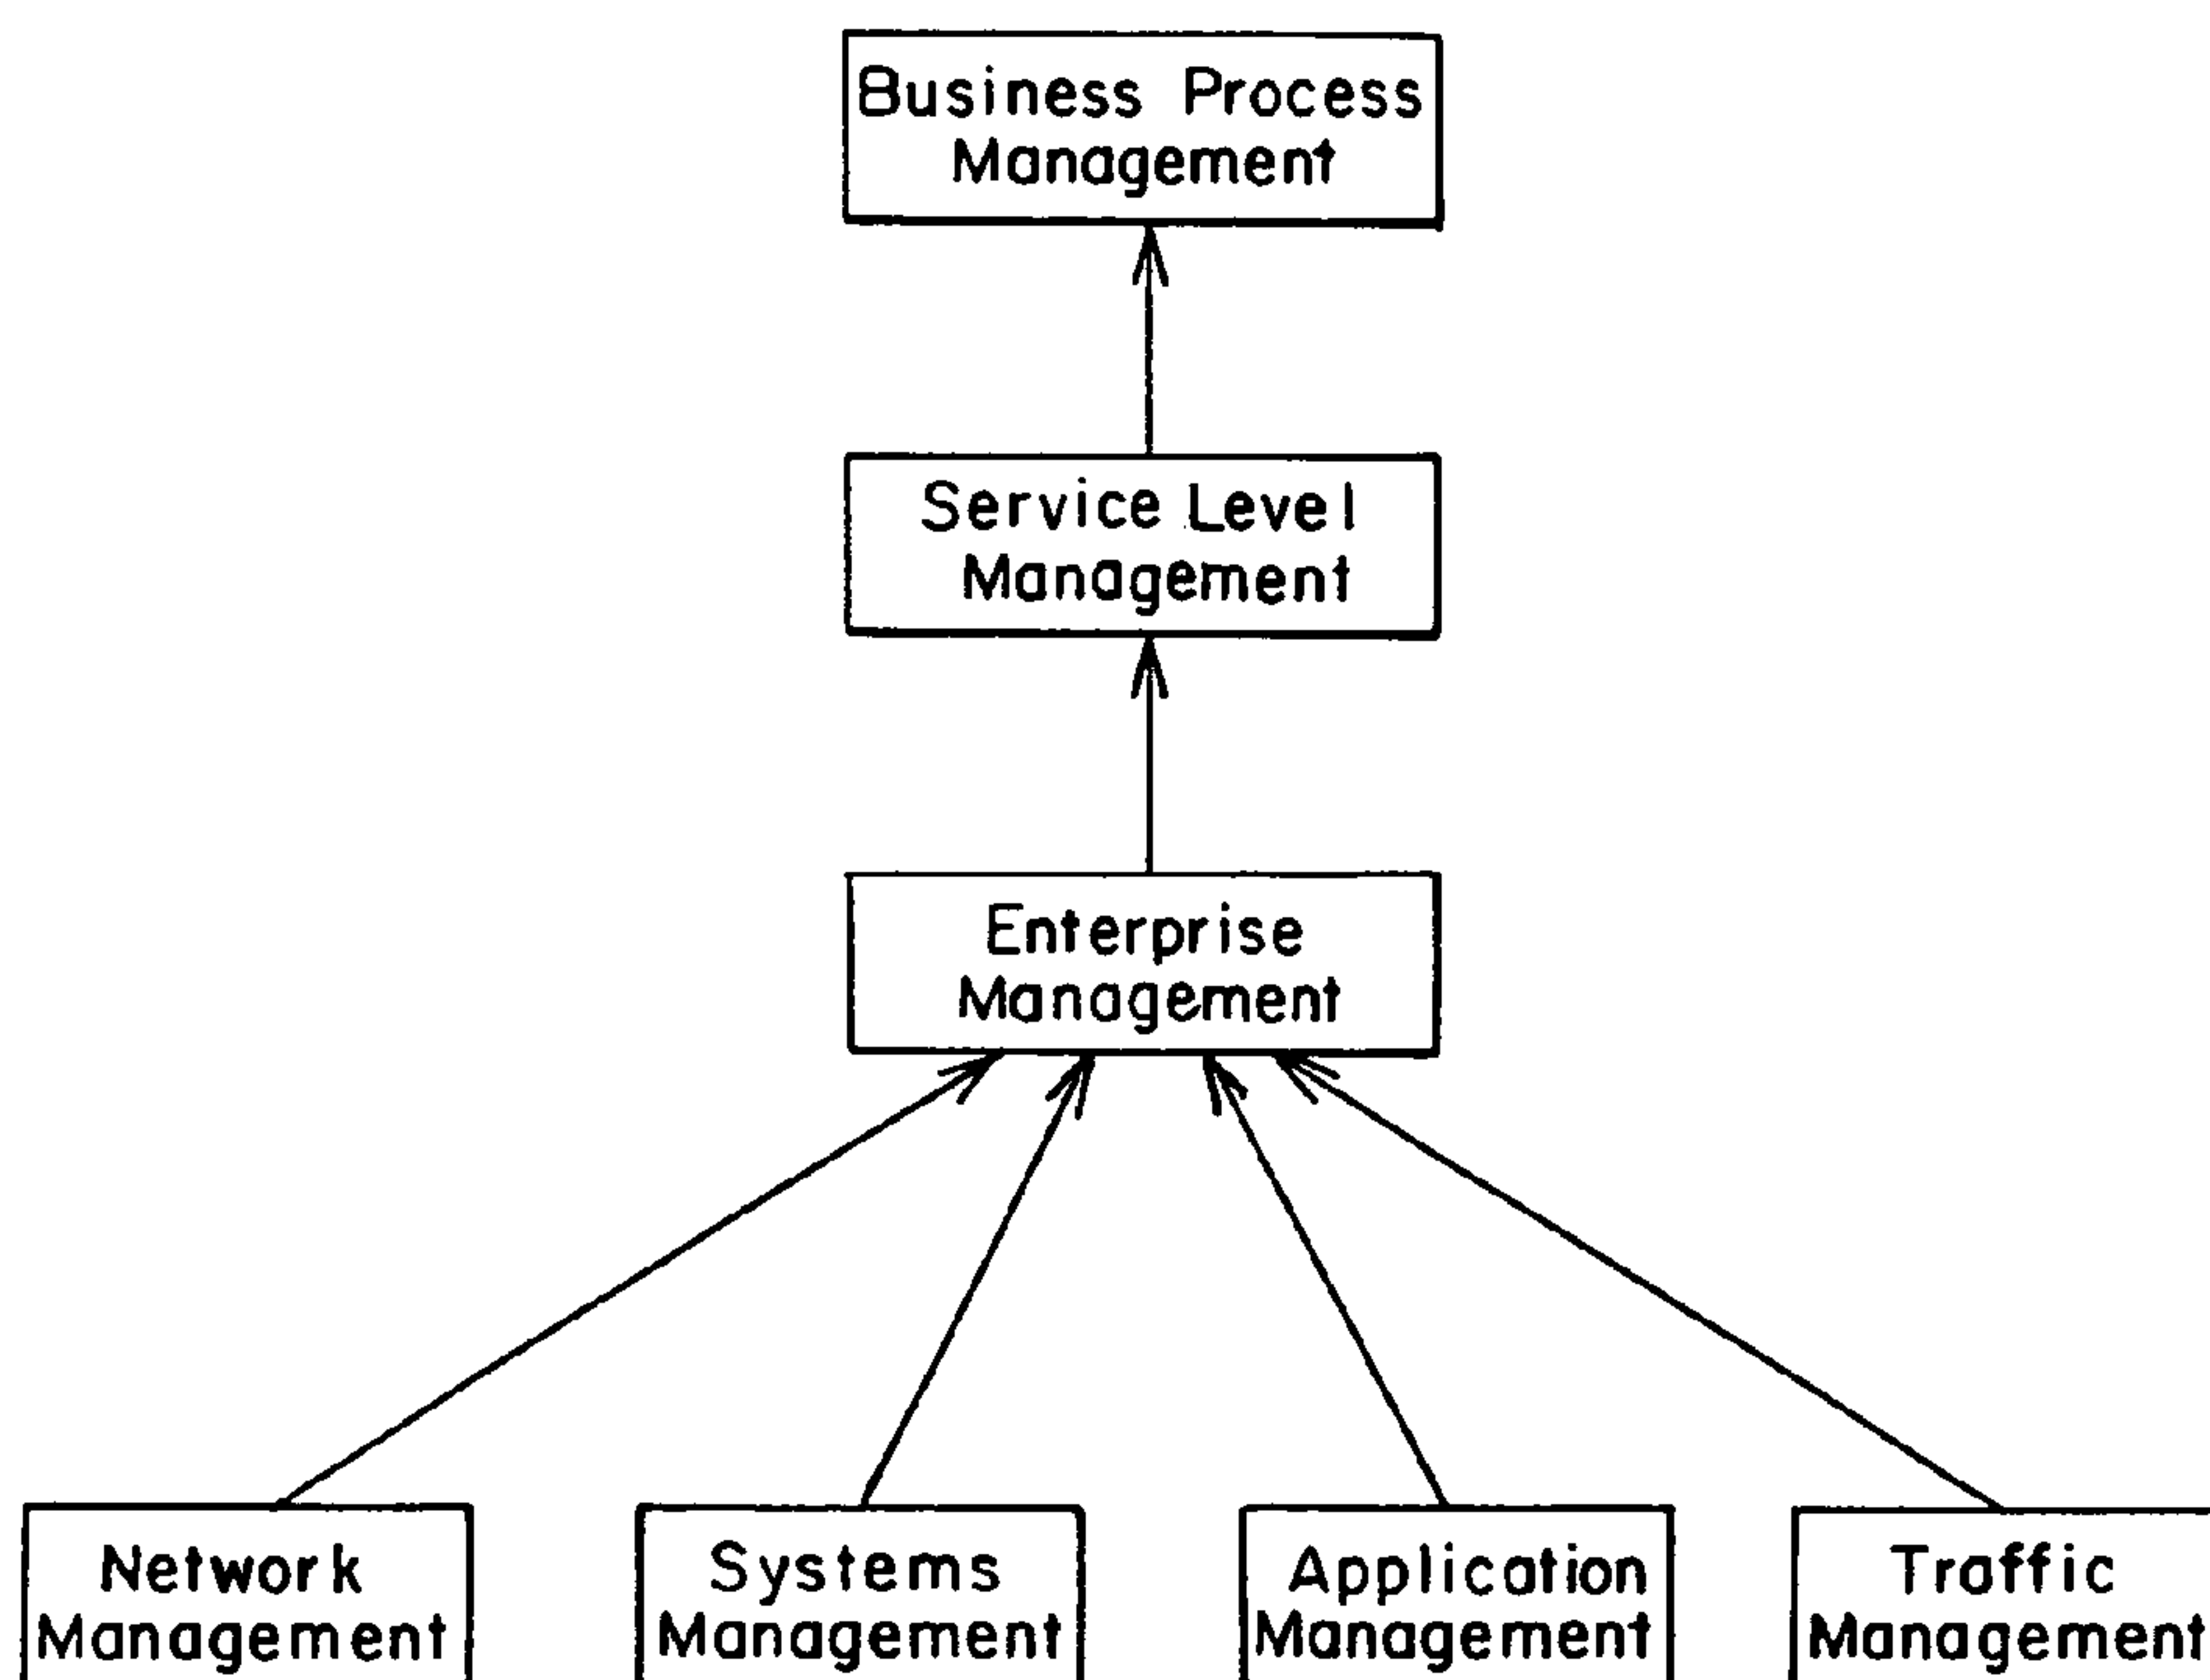 Business Process
Management
Service Level
Management
Enterprise
Management
Network
Management
Systems
Management
Application
Management
Traffic
Management